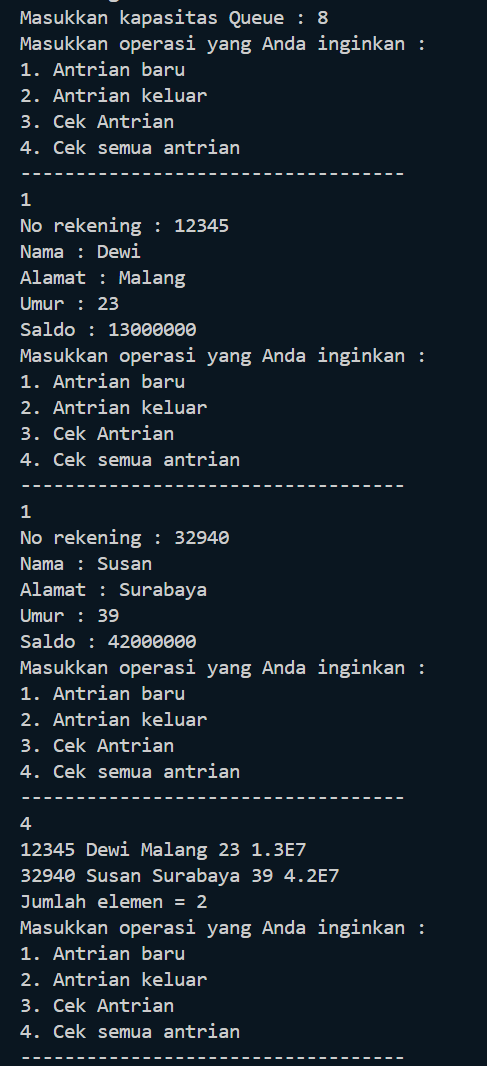 Masukkan kapasitas Queue : 8
Masukkan operasi yang Anda inginkan :
1. Antrian baru
2. Antrian keluar
3. Cek Antrian
4. Cek semua antrian
-----------------------------------
1
No rekening : 12345
Nama : Dewi
Alamat : Malang
Umur : 23
Saldo : 13000000
Masukkan operasi yang Anda inginkan :
1. Antrian baru
2. Antrian keluar
3. Cek Antrian
4. Cek semua antrian
-----------------------------------
1
No rekening : 32940
Nama : Susan
Alamat : Surabaya
Umur : 39
Saldo : 42000000
Masukkan operasi yang Anda inginkan :
1. Antrian baru
2. Antrian keluar
3. Cek Antrian
4. Cek semua antrian
-----------------------------------
4
12345 Dewi Malang 23 1.3E7
32940 Susan Surabaya 39 4.2E7
Jumlah elemen = 2
Masukkan operasi yang Anda inginkan :
1. Antrian baru
2. Antrian keluar
3. Cek Antrian
4. Cek semua antrian
-----------------------------------